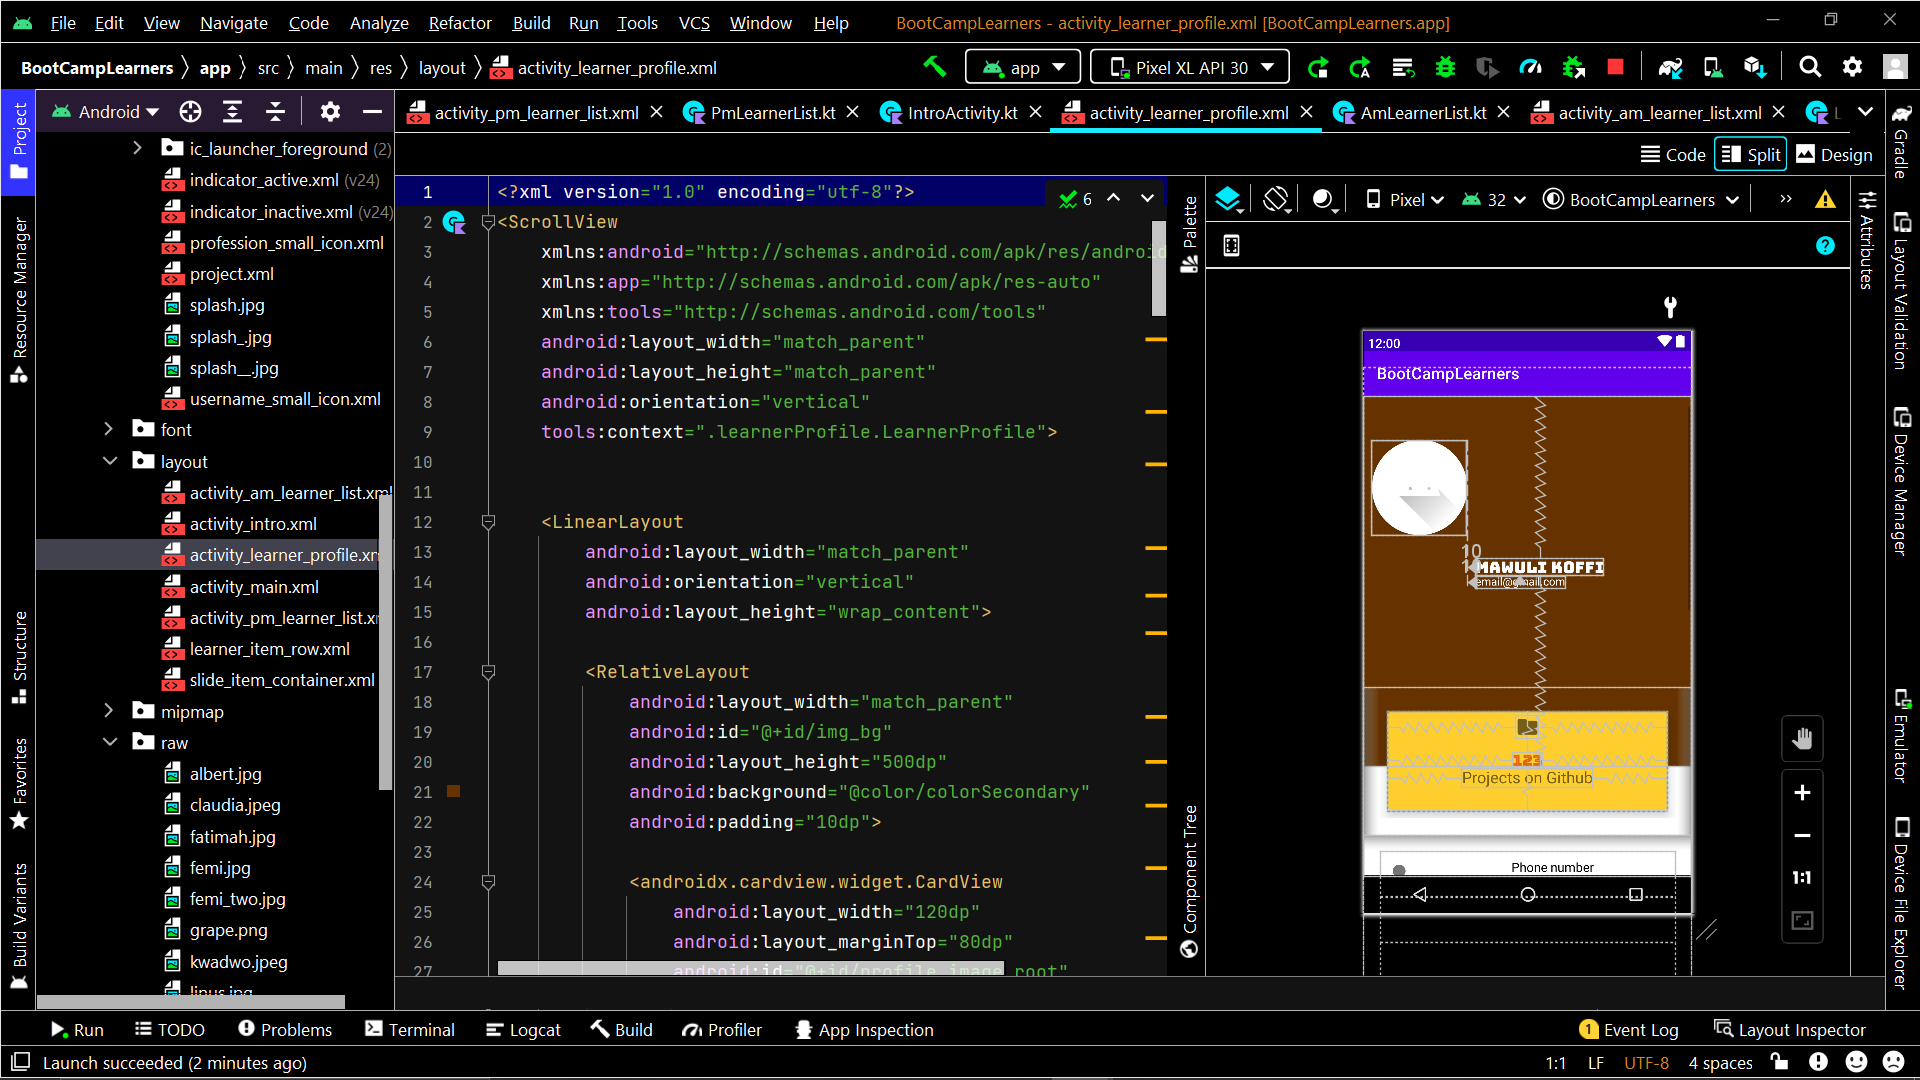 File Edit View Navigate Code Analyze Refactor Build Run Tools VCS Window Help BootCampLearners - activity_learner_profile.xml [BootCampLearners.app]
BootCampLearners app src main res layout activity_learner_profile.xml app Pixel XL API 30
Android
activity_pm_learner_list.xml PmLearnerList.kt IntroActivity.kt activity_learner_profile.xml AmLearnerList.kt activity_am_learner_list.xml L
Code Split Design
Project
Resource Manager
Structure
Favorites
Build Variants
ic_launcher_foreground (2)
indicator_active.xml (v24)
indicator_inactive.xml (v24)
profession_small_icon.xml
project.xml
splash.jpg
splash_.jpg
splash__.jpg
username_small_icon.xml
font
layout
activity_am_learner_list.xml
activity_intro.xml
activity_learner_profile.xm
activity_main.xml
activity_pm_learner_list.x
learner_item_row.xml
slide_item_container.xml
mipmap
raw
albert.jpg
claudia.jpeg
fatimah.jpg
femi.jpg
femi_two.jpg
grape.png
kwadwo.jpeg
linus.jpg
1 <?xml version="1.0" encoding="utf-8"?>
6
2 <ScrollView
3 xmlns:android="http://schemas.android.com/apk/res/android
4 xmlns:app="http://schemas.android.com/apk/res-auto"
5 xmlns:tools="http://schemas.android.com/tools"
6 android:layout_width="match_parent"
7 android:layout_height="match_parent"
8 android:orientation="vertical"
9 tools:context=".learnerProfile.LearnerProfile">
10
11
12 <LinearLayout
13 android:layout_width="match_parent"
14 android:orientation="vertical"
15 android:layout_height="wrap_content">
16
17 <RelativeLayout
18 android:layout_width="match_parent"
19 android:id="@+id/img_bg"
20 android:layout_height="500dp"
21 android:background="@color/colorSecondary"
22 android:padding="10dp">
23
24 <androidx.cardview.widget.CardView
25 android:layout_width="120dp"
26 android:layout_marginTop="80dp"
27 android:id="@+id/profile_image_root"
Palette
Component Tree
Pixel 32 BootCampLearners
12:00
BootCampLearners
10
MAWULI KOFFI
email@gmail.com
123
Projects on Github
Phone number
1:1
Attributes
Gradle
Layout Validation
Device Manager
Emulator
Device File Explorer
Run TODO Problems Terminal Logcat Build Profiler App Inspection 1 Event Log Layout Inspector
Launch succeeded (2 minutes ago) 1:1 LF UTF-8 4 spaces